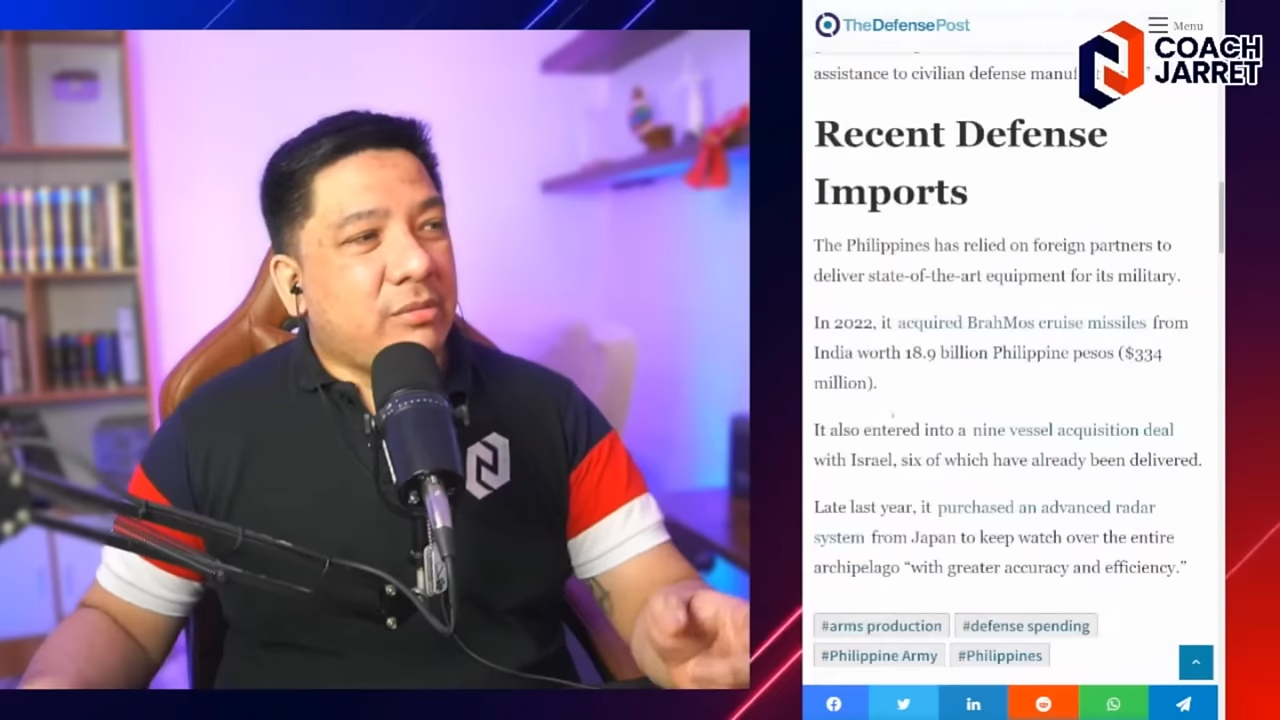 TheDefensePost
Menu
COACH
JARRET
assistance to civilian defense
Recent Defense
Imports
The Philippines has relied on foreign partners to
deliver state-of-the-art equipment for its military.
In 2022, it acquired BrahMos cruise missiles from
India worth 18.9 billion Philippine pesos ($334
million).
It also entered into a nine vessel acquisition deal
with Israel, six of which have already been delivered.
Late last year, it purchased an advanced radar
system from Japan to keep watch over the entire
archipelago “with greater accuracy and efficiency.”
#arms production #defense spending
#Philippine Army #Philippines